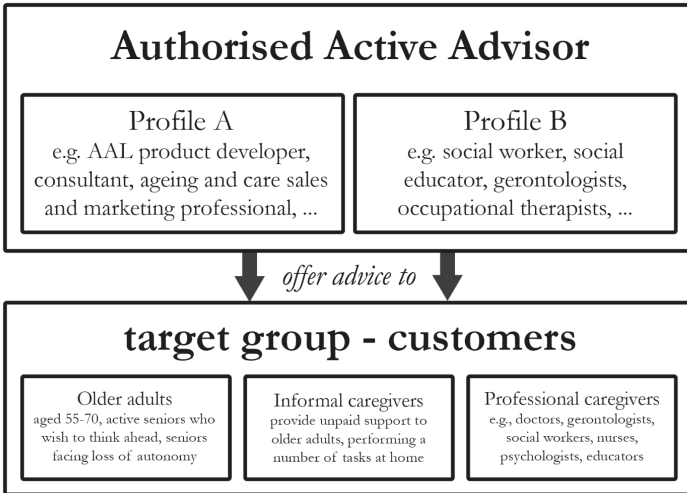 Authorised Active Advisor
Profile A
e.g. AAL product developer,
consultant, ageing and care sales
and marketing professional, ...
Profile B
e.g. social worker, social
educator, gerontologists,
occupational therapists, ...
offer advice to
target group - customers
Older adults
aged 55-70, active seniors who
wish to think ahead, seniors
facing loss of autonomy
Informal caregivers
provide unpaid support to
older adults, performing a
number of tasks at home
Professional caregivers
e.g., doctors, gerontologists,
social workers, nurses,
psychologists, educators